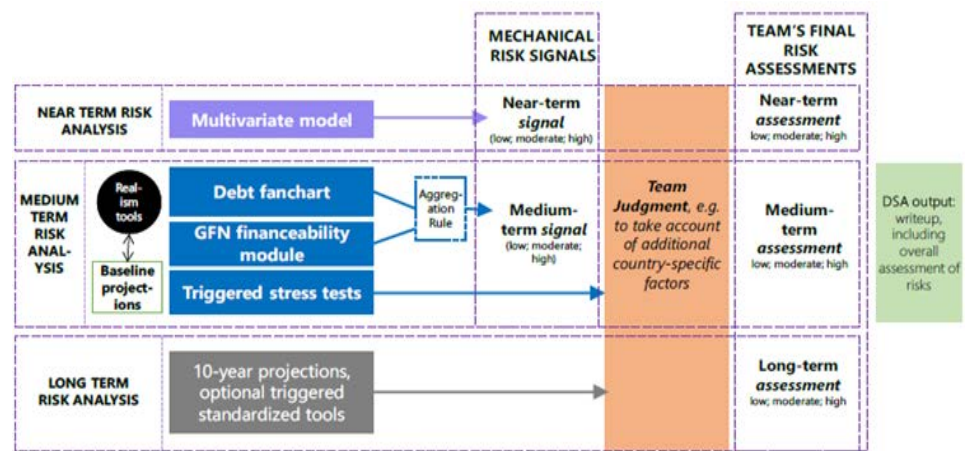 MECHANICAL
RISK SIGNALS
TEAM'S FINAL
RISK
ASSESSMENTS
NEAR TERM RISK
ANALYSIS
Multivariate model
Near-term
signal
(low; moderate; high)
Near-term
assessment
low; moderate; high
MEDIUM
TERM
RISK
ANAL-
YSIS
Real-
ism tools
Baseline
project-
ions
Debt fanchart
GFN financeability
module
Triggered stress tests
Aggreg-
ation
Rule
Medium-
term signal
(low; moderate;
high)
Team
Judgment, e.g.
to take account
of additional
country-specific
factors
Medium-
term
assessment
low; moderate; high
DSA output:
writeup,
including
overall
assessment of
risks
LONG TERM
RISK ANALYSIS
10-year projections,
optional triggered
standardized tools
Long-term
assessment
low; moderate; high